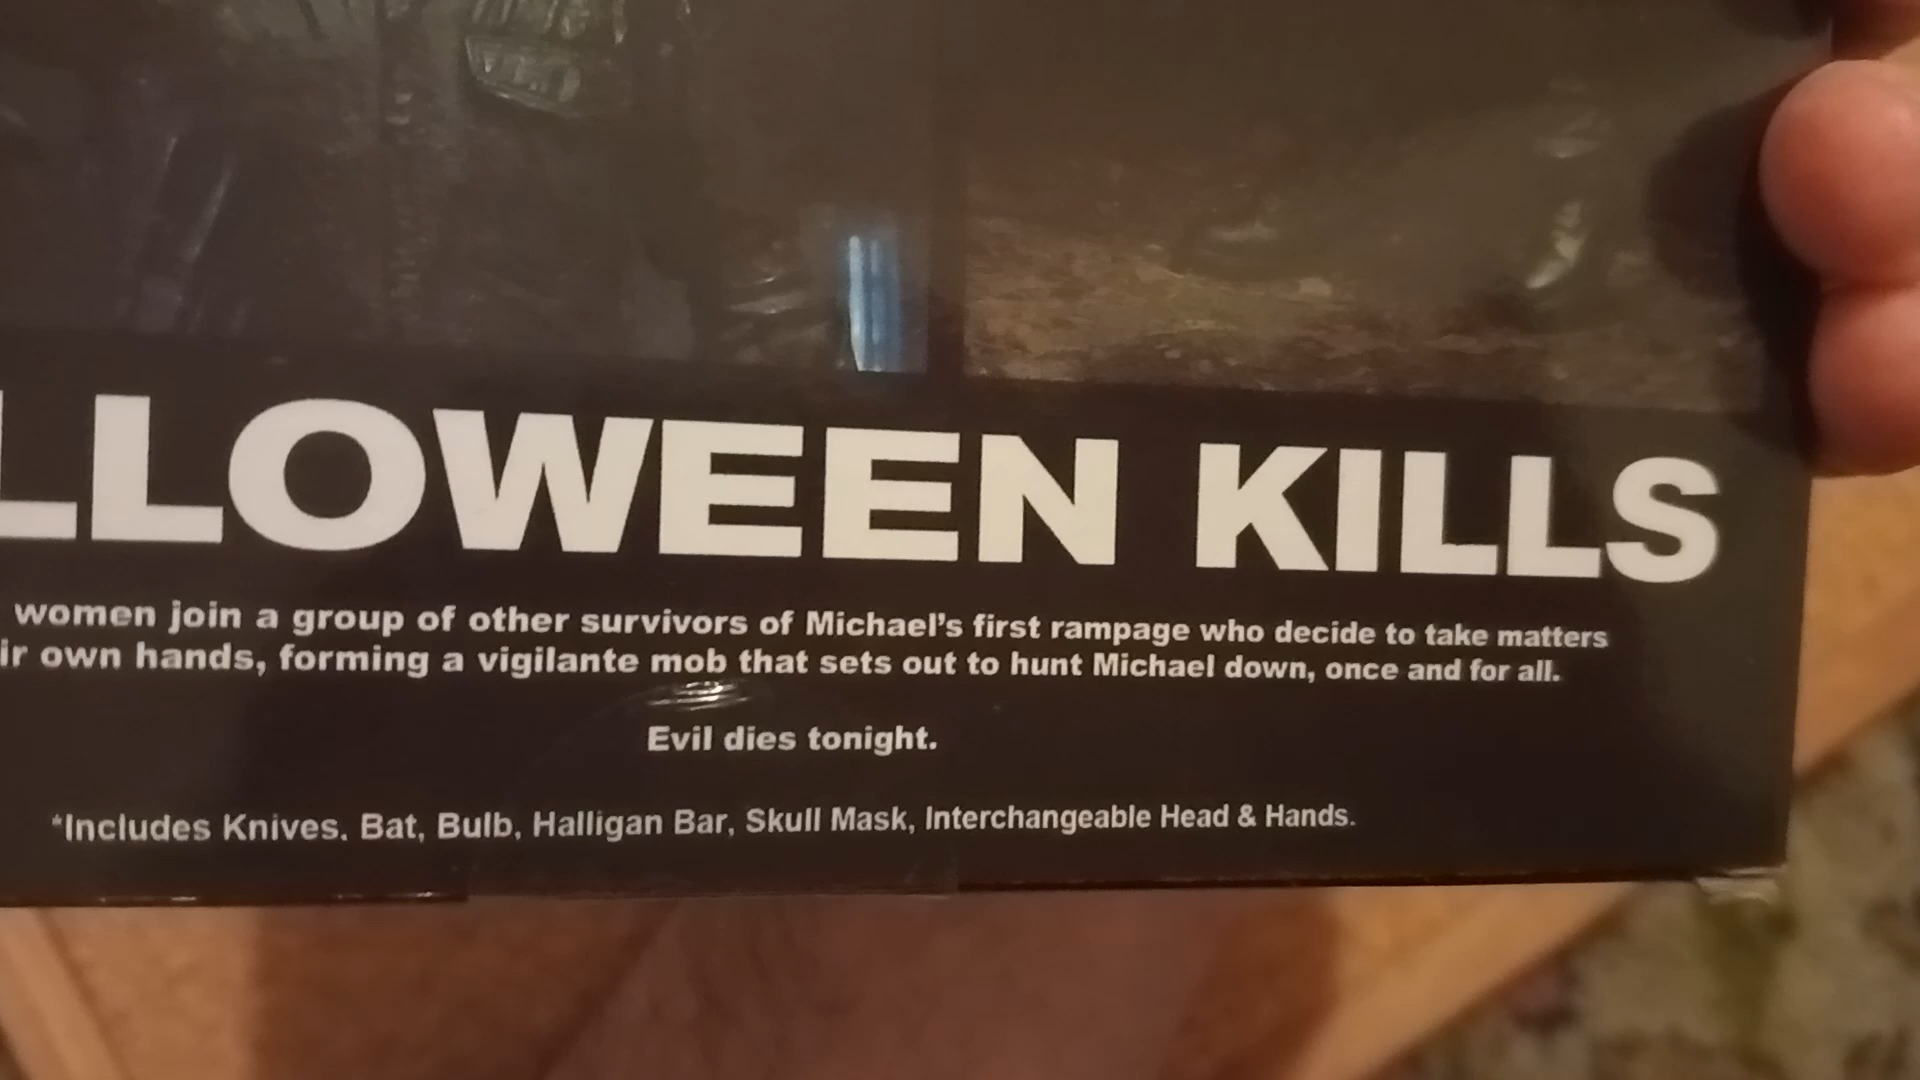 LLOWEEN KILLS
women join a group of other survivors of Michael's first rampage who decide to take matters
ir own hands, forming a vigilante mob that sets out to hunt Michael down, once and for all.
Evil dies tonight.
*Includes Knives. Bat, Bulb, Halligan Bar, Skull Mask, Interchangeable Head & Hands.